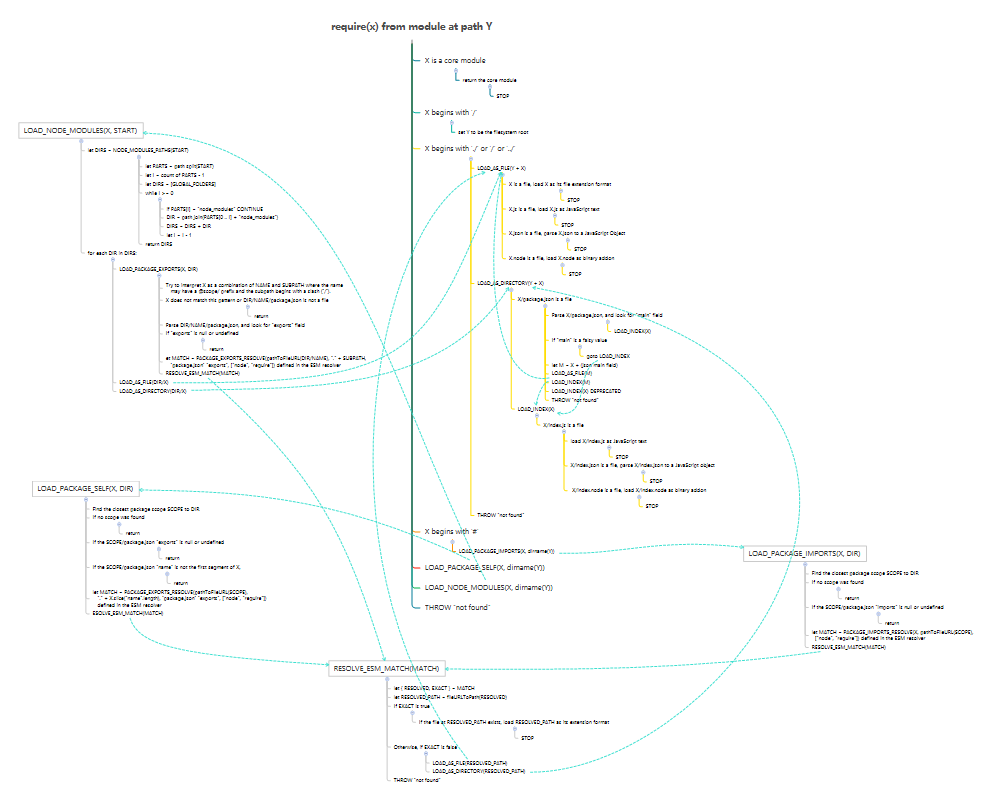 require(x) from module at path Y
X is a core module
return the core module
STOP
X begins with '/'
set Y to be the filesystem root
X begins with './' or '/' or '../'
LOAD_AS_FILE(Y + X)
X is a file, load X as its file extension format
STOP
X.js is a file, load X.js as JavaScript text
STOP
X.json is a file, parse X.json to a JavaScript Object
STOP
X.node is a file, load X.node as binary addon
STOP
LOAD_AS_DIRECTORY(Y + X)
X/package.json is a file
Parse X/package.json, and look for "main" field
LOAD_INDEX(X)
If "main" is a falsy value
goto LOAD_INDEX
let M = X + (json main field)
LOAD_AS_FILE(M)
LOAD_INDEX(M)
LOAD_INDEX(X) DEPRECATED
THROW "not found"
LOAD_INDEX(X)
X/index.js is a file
load X/index.js as JavaScript text
STOP
X/index.json is a file, parse X/index.json to a JavaScript object
STOP
X/index.node is a file, load X/index.node as binary addon
STOP
THROW "not found"
X begins with '#'
LOAD_PACKAGE_IMPORTS(X, dirname(Y))
LOAD_PACKAGE_SELF(X, dirname(Y))
LOAD_NODE_MODULES(X, dirname(Y))
THROW "not found"
LOAD_NODE_MODULES(X, START)
let DIRS = NODE_MODULES_PATHS(START)
let PARTS = path split(START)
let I = count of PARTS - 1
let DIRS = [GLOBAL_FOLDERS]
while I >= 0
if PARTS[I] = "node_modules" CONTINUE
DIR = path join(PARTS[0 .. I] + "node_modules")
DIRS = DIRS + DIR
let I = I - 1
return DIRS
for each DIR in DIRS:
LOAD_PACKAGE_EXPORTS(X, DIR)
Try to interpret X as a combination of NAME and SUBPATH where the name
may have a @scope/ prefix and the subpath begins with a slash ('/').
X does not match this pattern or DIR/NAME/package.json is not a file
return
Parse DIR/NAME/package.json, and look for "exports" field
If "exports" is null or undefined
return
let MATCH = PACKAGE_EXPORTS_RESOLVE(pathToFileURL(DIR/NAME), "." + SUBPATH,
`package.json` "exports", ["node", "require"]) defined in the ESM resolver
RESOLVE_ESM_MATCH(MATCH)
LOAD_AS_FILE(DIR/X)
LOAD_AS_DIRECTORY(DIR/X)
LOAD_PACKAGE_SELF(X, DIR)
Find the closest package scope SCOPE to DIR
If no scope was found
return
If the SCOPE/package.json "exports" is null or undefined
return
If the SCOPE/package.json "name" is not the first segment of X.
return
let MATCH = PACKAGE_EXPORTS_RESOLVE(pathToFileURL(SCOPE),
"." + X.slice("name".length), `package.json` "exports", ["node", "require"])
defined in the ESM resolver
ESOLVE_ESM_MATCH(MATCH)
LOAD_PACKAGE_IMPORTS(X, DIR)
Find the closest package scope SCOPE to DIR
If no scope was found
return
If the SCOPE/package.json "imports" is null or undefined
return
let MATCH = PACKAGE_IMPORTS_RESOLVE(X, pathToFileURL(SCOPE),
["node", "require"]) defined in the ESM resolver
RESOLVE_ESM_MATCH(MATCH)
RESOLVE_ESM_MATCH(MATCH)
let { RESOLVED, EXACT } = MATCH
let RESOLVED_PATH = fileURLToPath(RESOLVED)
If EXACT is true
If the file at RESOLVED_PATH exists, load RESOLVED_PATH as its extension format
STOP
Otherwise, if EXACT is false
LOAD_AS_FILE(RESOLVED_PATH)
LOAD_AS_DIRECTORY(RESOLVED_PATH)
THROW "not found"